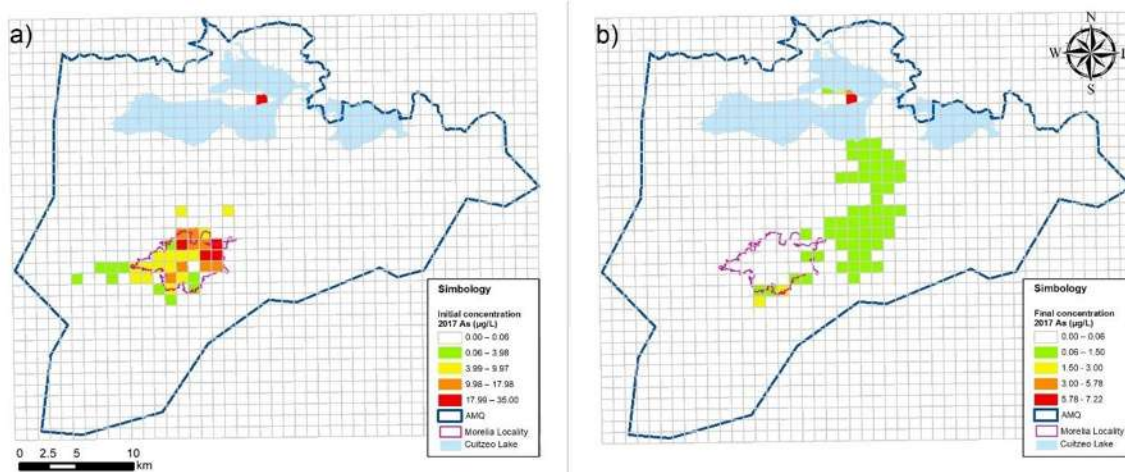 a)
Simbology
Initial concentration
2017 As (µg/L)
0.00 – 0.06
0.06 – 3.98
3.99 – 9.97
9.98 – 17.98
17.99 – 35.00
AMQ
Morelia Locality
Cuitzeo Lake
0 2.5 5 10
km
b)
N
W E
S
Simbology
Final concentration
2017 As (µg/L)
0.00 – 0.06
0.06 – 1.50
1.50 - 3.00
3.00 – 5.78
5.78 - 7.22
AMQ
Morelia Locality
Cuitzeo Lake